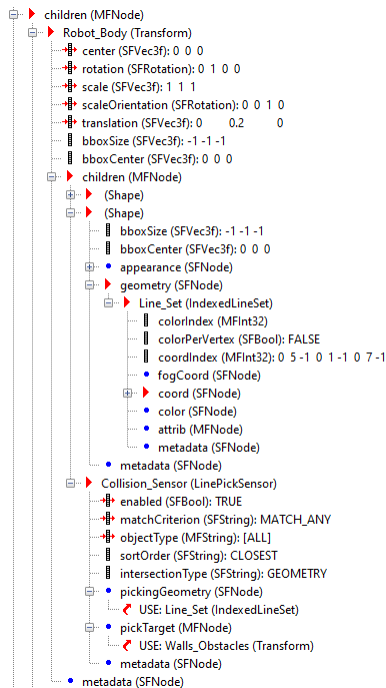 children (MFNode)
Robot_Body (Transform)
center (SFVec3f): 0 0 0
rotation (SFRotation): 0 1 0 0
scale (SFVec3f): 1 1 1
scaleOrientation (SFRotation): 0 0 1 0
translation (SFVec3f): 0 0.2 0
bboxSize (SFVec3f): -1 -1 -1
bboxCenter (SFVec3f): 0 0 0
children (MFNode)
(Shape)
(Shape)
bboxSize (SFVec3f): -1 -1 -1
bboxCenter (SFVec3f): 0 0 0
appearance (SFNode)
geometry (SFNode)
Line_Set (IndexedLineSet)
colorIndex (MFInt32)
colorPerVertex (SFBool): FALSE
coordIndex (MFInt32): 0 5 -1 0 1 -1 0 7 -1
fogCoord (SFNode)
coord (SFNode)
color (SFNode)
attrib (MFNode)
metadata (SFNode)
metadata (SFNode)
Collision_Sensor (LinePickSensor)
enabled (SFBool): TRUE
matchCriterion (SFString): MATCH_ANY
objectType (MFString): [ALL]
sortOrder (SFString): CLOSEST
intersectionType (SFString): GEOMETRY
pickingGeometry (SFNode)
USE: Line_Set (IndexedLineSet)
pickTarget (MFNode)
USE: Walls_Obstacles (Transform)
metadata (SFNode)
metadata (SFNode)